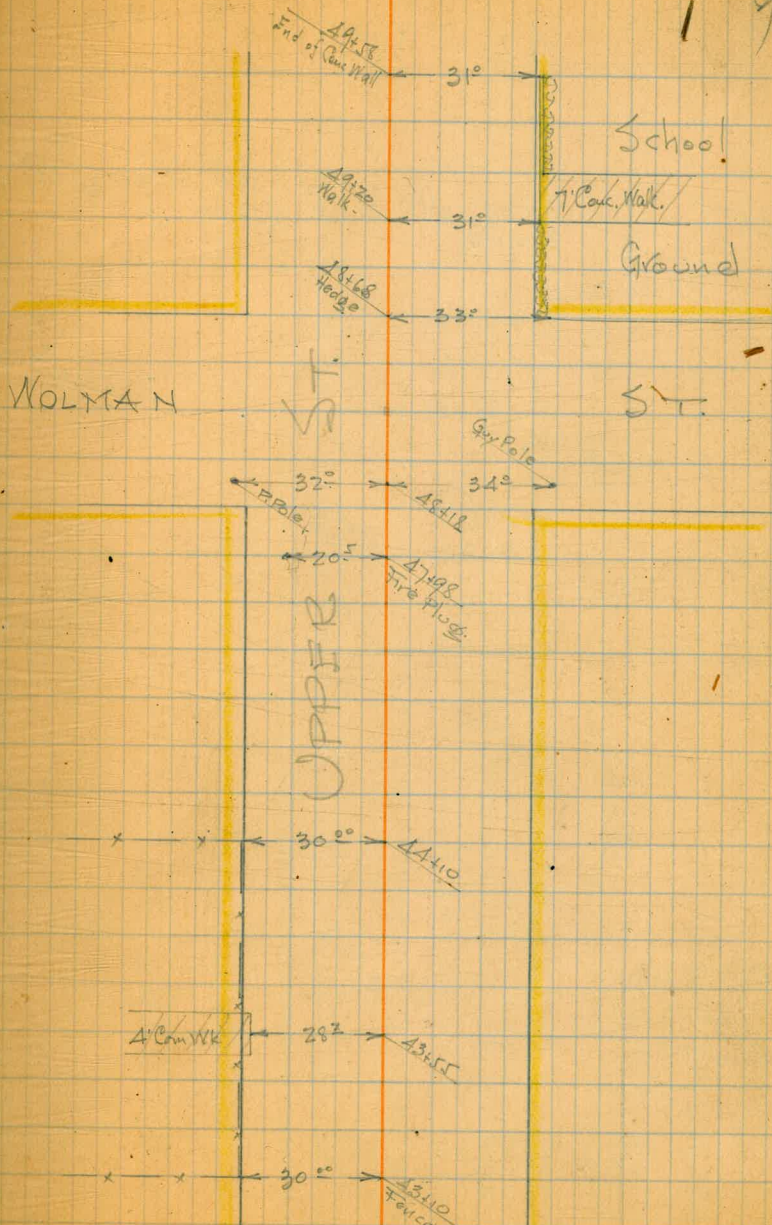 49+58
End of Conc Wall
31⁰
School
49+20
Walk.
7' Conc. Walk.
31⁰
Ground
48+68
Hedge
33⁰
WOLMAN
ST.
ST.
Guy Pole
32⁰
34⁰
P. Pole
48+18
20⁵
47+98
Fire Plug
UPPER
30⁰⁰
44+10
4' Con Wk
28²
43+55
30⁰⁰
43+10
Fence